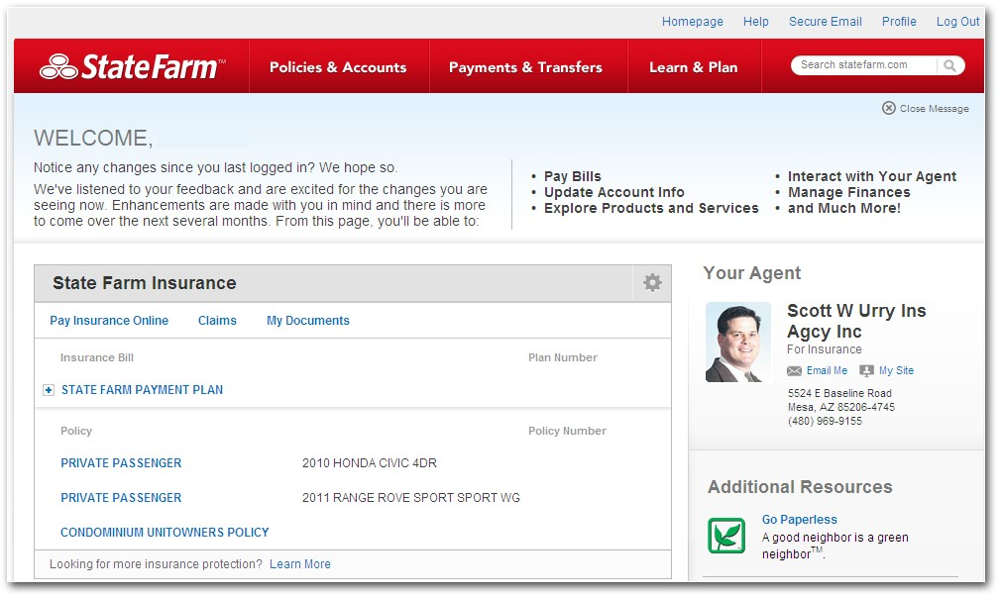 Homepage Help Secure Email Profile Log Out
StateFarm™ Policies & Accounts Payments & Transfers Learn & Plan Search statefarm.com
Close Message
WELCOME,
Notice any changes since you last logged in? We hope so.
We've listened to your feedback and are excited for the changes you are
seeing now. Enhancements are made with you in mind and there is more
to come over the next several months. From this page, you'll be able to:
• Pay Bills
• Update Account Info
• Explore Products and Services
• Interact with Your Agent
• Manage Finances
• and Much More!
State Farm Insurance
Pay Insurance Online Claims My Documents
Insurance Bill Plan Number
STATE FARM PAYMENT PLAN
Policy Policy Number
PRIVATE PASSENGER 2010 HONDA CIVIC 4DR
PRIVATE PASSENGER 2011 RANGE ROVE SPORT SPORT WG
CONDOMINIUM UNITOWNERS POLICY
Looking for more insurance protection? Learn More
Your Agent
Scott W Urry Ins
Agcy Inc
For Insurance
Email Me My Site
5524 E Baseline Road
Mesa, AZ 85206-4745
(480) 969-9155
Additional Resources
Go Paperless
A good neighbor is a green
neighbor™.